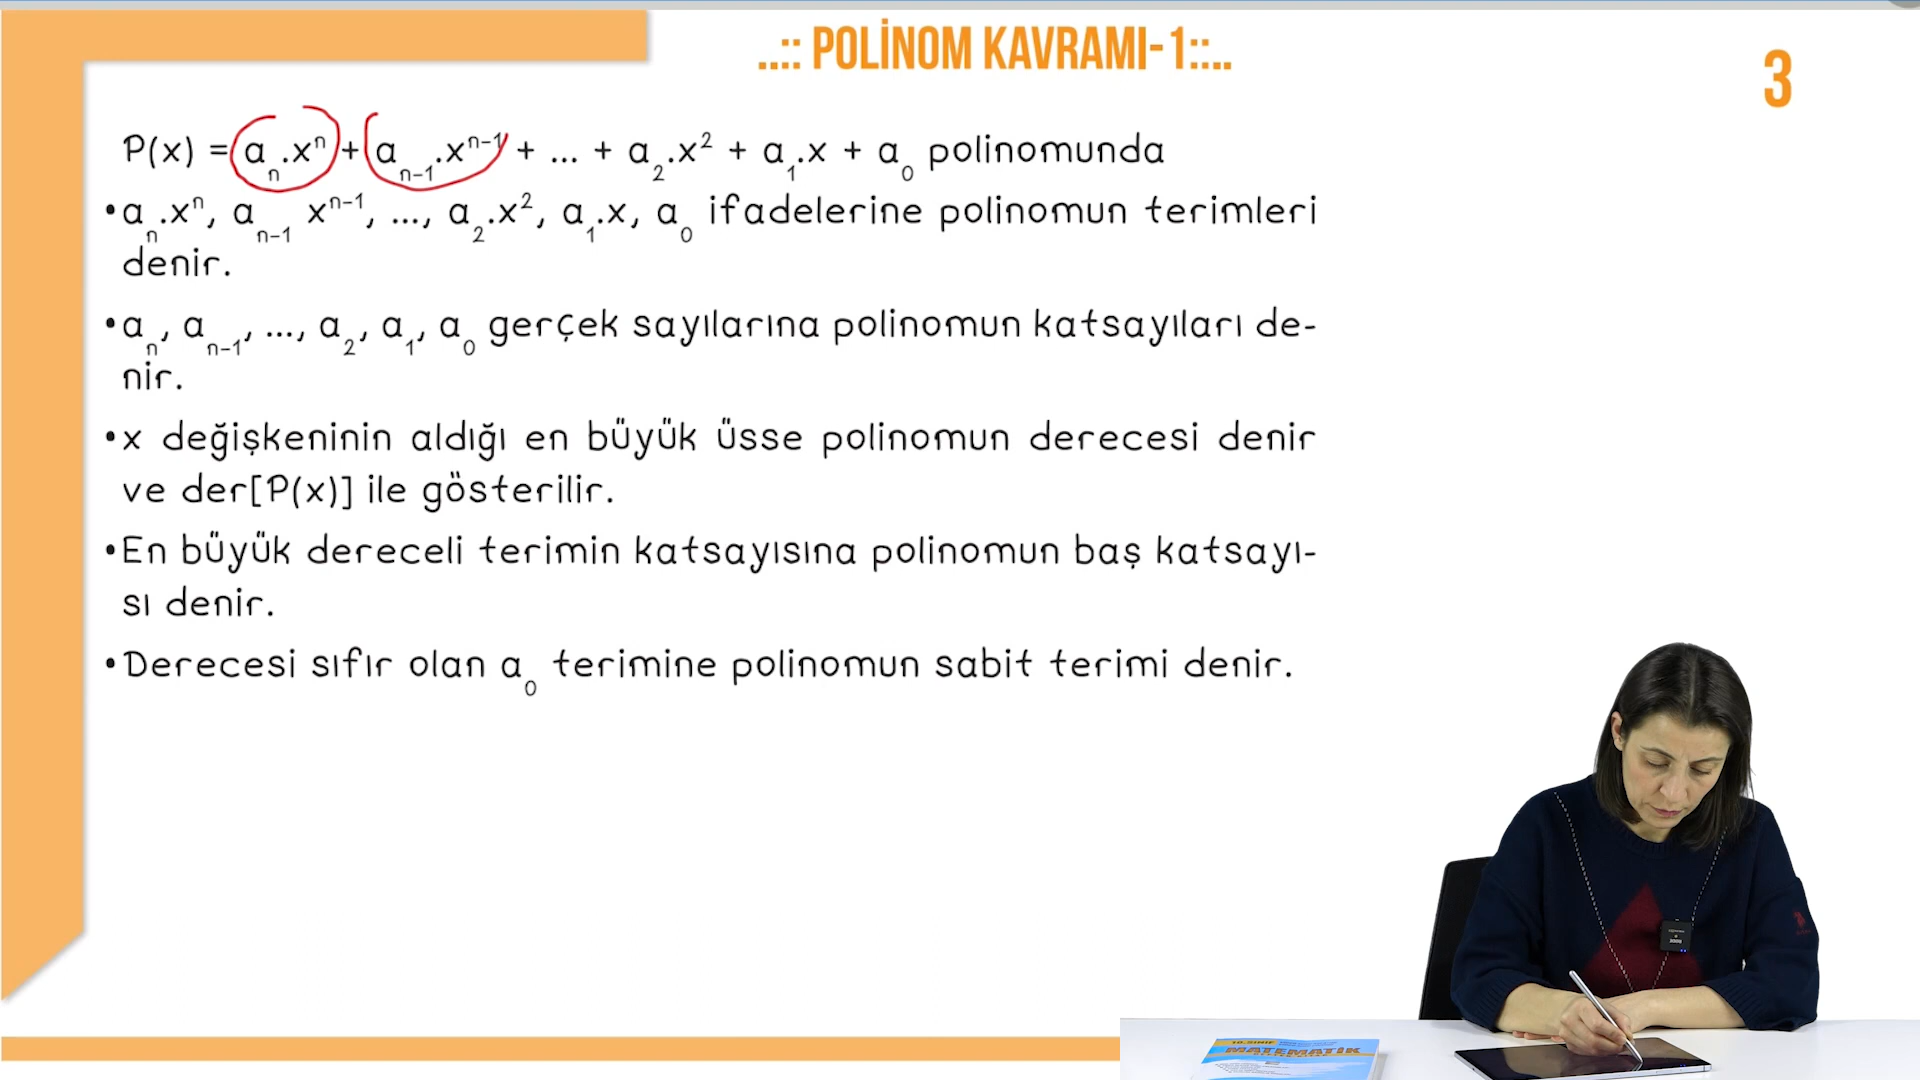 ..:: POLİNOM KAVRAMI-1::..
3
P(x) = aₙ.xⁿ + aₙ₋₁.xⁿ⁻¹ + ... + a₂.x² + a₁.x + a₀ polinomunda
•aₙ.xⁿ, aₙ₋₁ xⁿ⁻¹, ..., a₂.x², a₁.x, a₀ ifadelerine polinomun terimleri
denir.
•aₙ, aₙ₋₁, ..., a₂, a₁, a₀ gerçek sayılarına polinomun katsayıları de-
nir.
•x değişkeninin aldığı en büyük üsse polinomun derecesi denir
ve der[P(x)] ile gösterilir.
•En büyük dereceli terimin katsayısına polinomun baş katsayı-
sı denir.
•Derecesi sıfır olan a₀ terimine polinomun sabit terimi denir.
10.SINIF
MATEMATİK